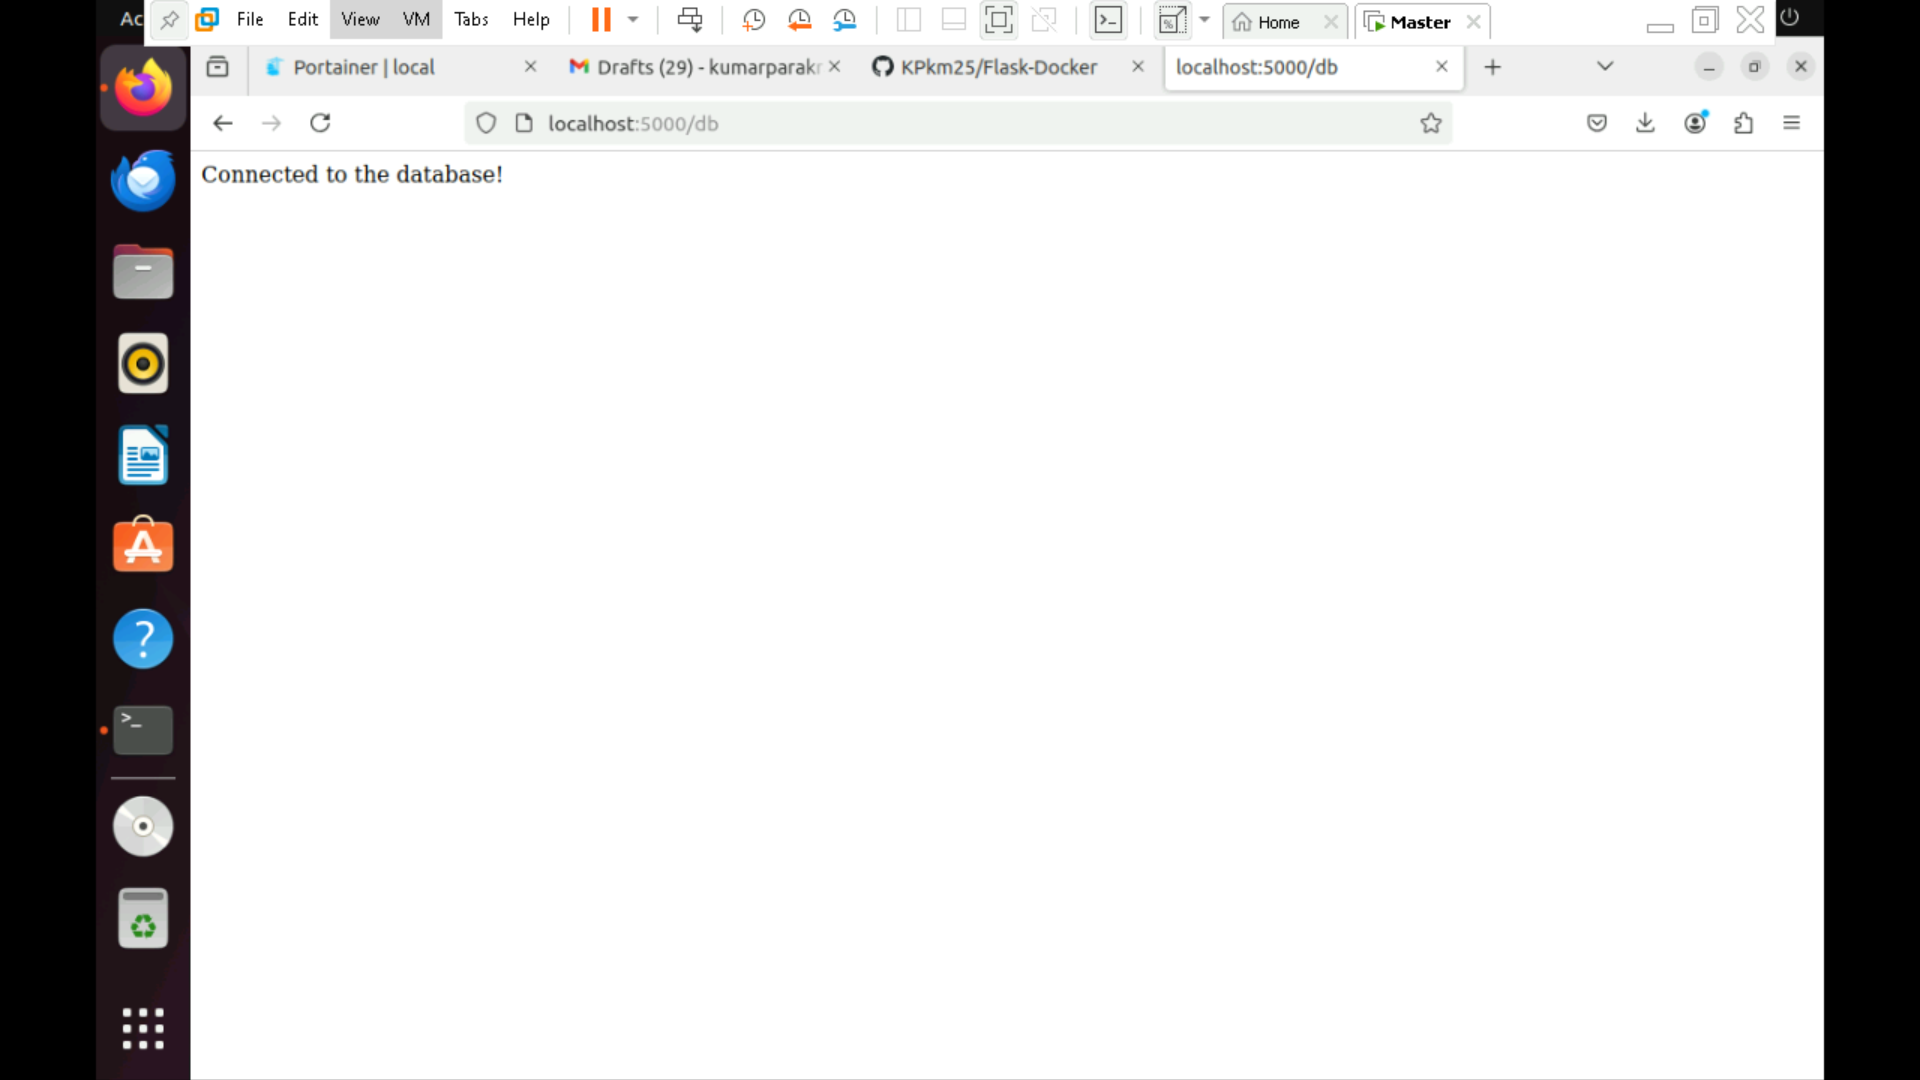 Ac
File Edit View VM Tabs Help Home Master
Portainer | local Drafts (29) - kumarparakr KPkm25/Flask-Docker localhost:5000/db
localhost:5000/db
Connected to the database!